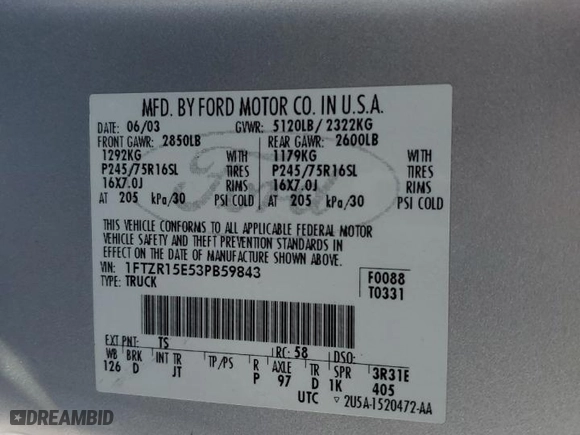 MFD. BY FORD MOTOR CO. IN U.S.A.
DATE: 06/03 GVWR: 5120LB/ 2322KG
FRONT GAWR: 2850LB REAR GAWR: 2600LB
1292KG WITH 1179KG WITH
P245/75R16SL TIRES P245/75R16SL TIRES
16X7.0J RIMS 16X7.0J RIMS
AT 205 kPa/30 PSI COLD AT 205 kPa/30 PSI COLD
Ford
THIS VEHICLE CONFORMS TO ALL APPLICABLE FEDERAL MOTOR
VEHICLE SAFETY AND THEFT PREVENTION STANDARDS IN
EFFECT ON THE DATE OF MANUFACTURE SHOWN ABOVE.
VIN: 1FTZR15E53PB59843 F0088
TYPE: TRUCK T0331
EXT PNT: TS RC: 58 DSO:
WB BRK INT TR TP/PS R AXLE TR SPR 3R31E
126 D JT P 97 D 1K 405
UTC ▽ 2U5A-1520472-AA
DREAMBID